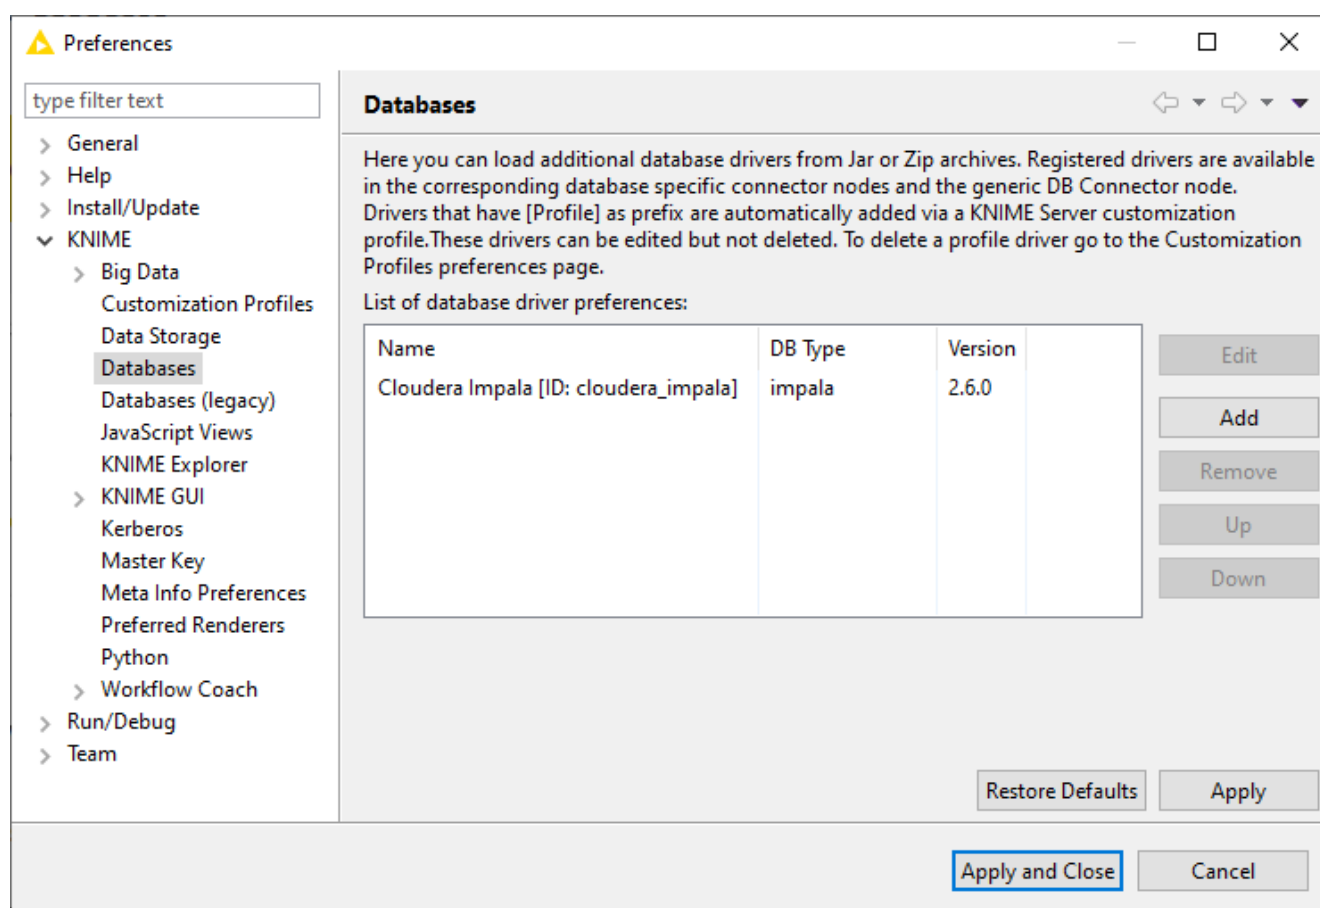 Preferences
type filter text
General
Help
Install/Update
KNIME
Big Data
Customization Profiles
Data Storage
Databases
Databases (legacy)
JavaScript Views
KNIME Explorer
KNIME GUI
Kerberos
Master Key
Meta Info Preferences
Preferred Renderers
Python
Workflow Coach
Run/Debug
Team
Databases
Here you can load additional database drivers from Jar or Zip archives. Registered drivers are available
in the corresponding database specific connector nodes and the generic DB Connector node.
Drivers that have [Profile] as prefix are automatically added via a KNIME Server customization
profile.These drivers can be edited but not deleted. To delete a profile driver go to the Customization
Profiles preferences page.
List of database driver preferences:
Name DB Type Version
Cloudera Impala [ID: cloudera_impala] impala 2.6.0
Edit
Add
Remove
Up
Down
Restore Defaults Apply
Apply and Close Cancel